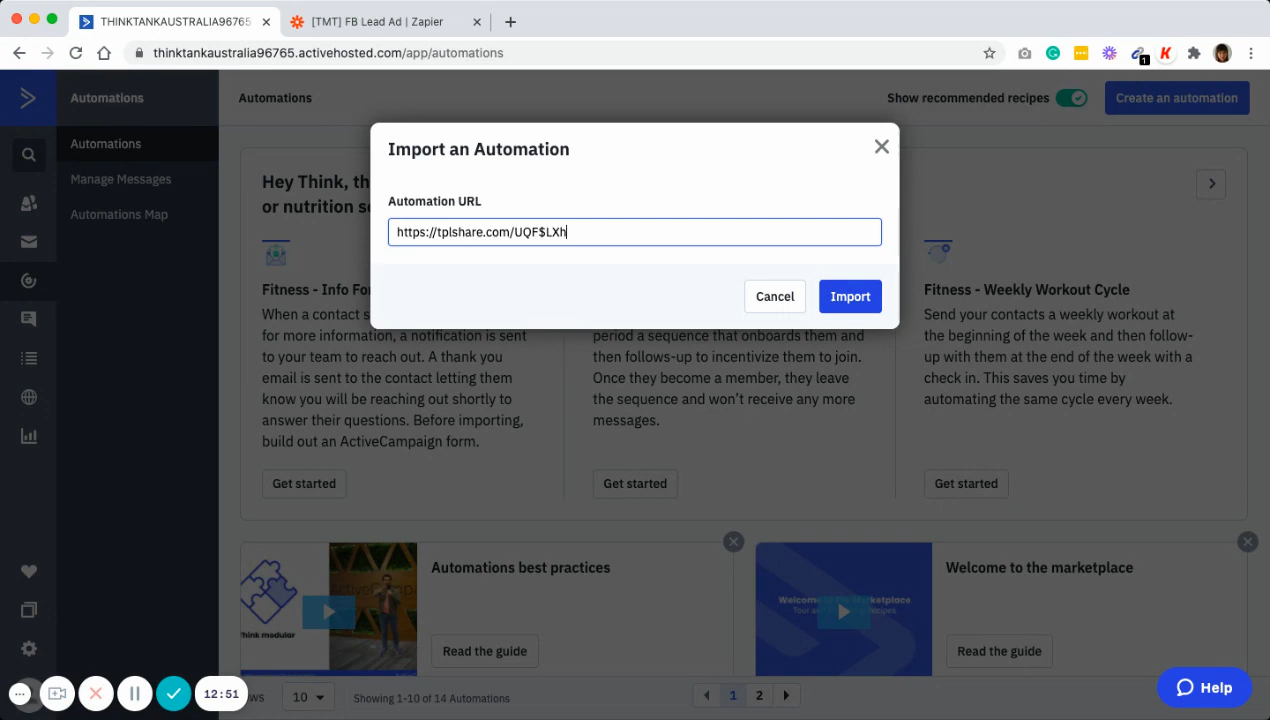 THINKTANKAUSTRALIA96765
[TMT] FB Lead Ad | Zapier
thinktankaustralia96765.activehosted.com/app/automations
1
Automations
Automations
Manage Messages
Automations Map
Automations
Show recommended recipes
Create an automation
Import an Automation
Automation URL
https://tplshare.com/UQF$LXh
Cancel
Import
Hey Think, th
or nutrition s
Fitness - Info For
When a contact s
for more information, a notification is sent
to your team to reach out. A thank you
email is sent to the contact letting them
know you will be reaching out shortly to
answer their questions. Before importing,
build out an ActiveCampaign form.
Get started
period a sequence that onboards them and
then follows-up to incentivize them to join.
Once they become a member, they leave
the sequence and won't receive any more
messages.
Get started
Fitness - Weekly Workout Cycle
Send your contacts a weekly workout at
the beginning of the week and then follow-
up with them at the end of the week with a
check in. This saves you time by
automating the same cycle every week.
Get started
Think modular
Automations best practices
Read the guide
Welcome to the Marketplace
Welcome to the marketplace
Read the guide
12:51
ws
10
Showing 1-10 of 14 Automations
1
2
Help